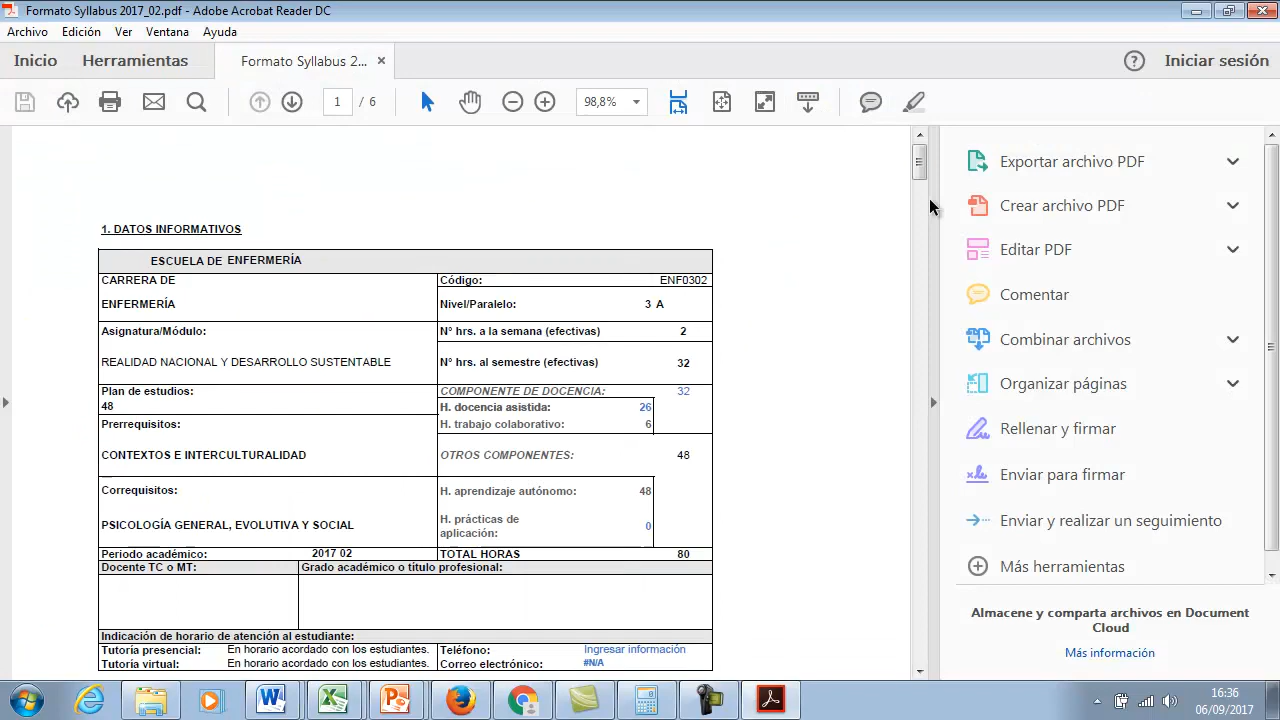 Formato Syllabus 2017_02.pdf - Adobe Acrobat Reader DC
Archivo Edición Ver Ventana Ayuda
Inicio Herramientas Formato Syllabus 2... × ? Iniciar sesión
1 / 6 98,8%
1. DATOS INFORMATIVOS
ESCUELA DE ENFERMERÍA
CARRERA DE Código: ENF0302
ENFERMERÍA Nivel/Paralelo: 3 A
Asignatura/Módulo: N° hrs. a la semana (efectivas) 2
REALIDAD NACIONAL Y DESARROLLO SUSTENTABLE N° hrs. al semestre (efectivas) 32
Plan de estudios: COMPONENTE DE DOCENCIA: 32
48 H. docencia asistida: 26
Prerrequisitos: H. trabajo colaborativo: 6
CONTEXTOS E INTERCULTURALIDAD OTROS COMPONENTES: 48
Correquisitos: H. aprendizaje autónomo: 48
PSICOLOGÍA GENERAL, EVOLUTIVA Y SOCIAL H. prácticas de
aplicación: 0
Periodo académico: 2017 02 TOTAL HORAS 80
Docente TC o MT: Grado académico o título profesional:
Indicación de horario de atención al estudiante:
Tutoría presencial: En horario acordado con los estudiantes. Teléfono: Ingresar información
Tutoría virtual: En horario acordado con los estudiantes. Correo electrónico: #N/A
Exportar archivo PDF
Crear archivo PDF
Editar PDF
Comentar
Combinar archivos
Organizar páginas
Rellenar y firmar
Enviar para firmar
Enviar y realizar un seguimiento
Más herramientas
Almacene y comparta archivos en Document
Cloud
Más información
16:36
06/09/2017